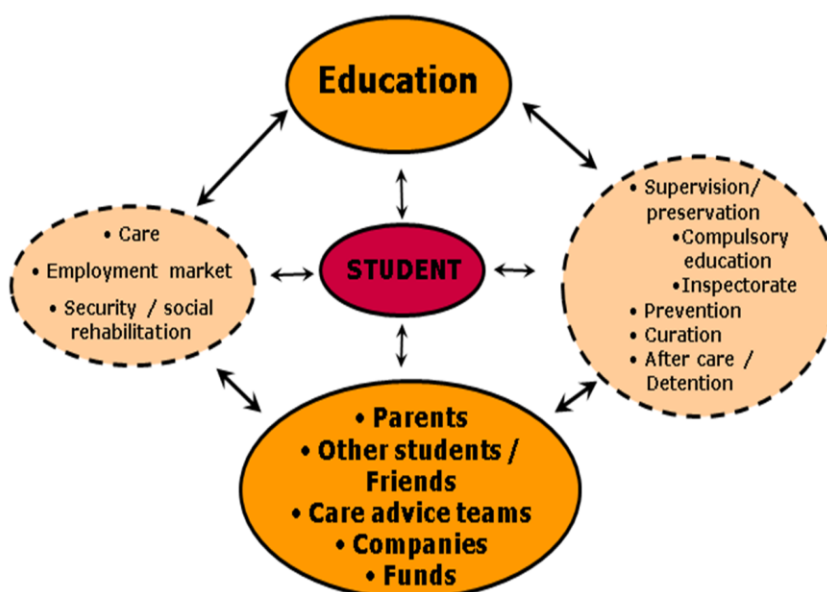 Education
• Care
• Employment market
• Security / social
rehabilitation
STUDENT
• Supervision/
preservation
•Compulsory
education
•Inspectorate
• Prevention
• Curation
• After care /
Detention
• Parents
• Other students /
Friends
• Care advice teams
• Companies
• Funds